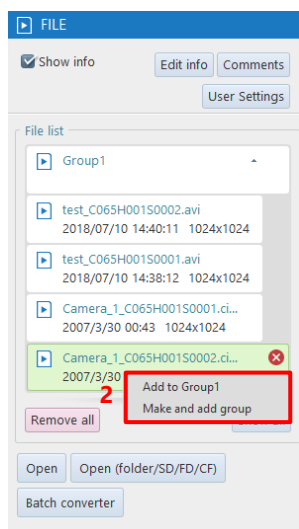 FILE
Show info
Edit info
Comments
User Settings
File list
Group1
test_C065H001S0002.avi
2018/07/10 14:40:11 1024x1024
test_C065H001S0001.avi
2018/07/10 14:38:12 1024x1024
Camera_1_C065H001S0001.ci...
2007/3/30 00:43 1024x1024
Camera_1_C065H001S0002.ci...
2007/3/30
2
Add to Group1
Make and add group
Remove all
Open
Open (folder/SD/FD/CF)
Batch converter